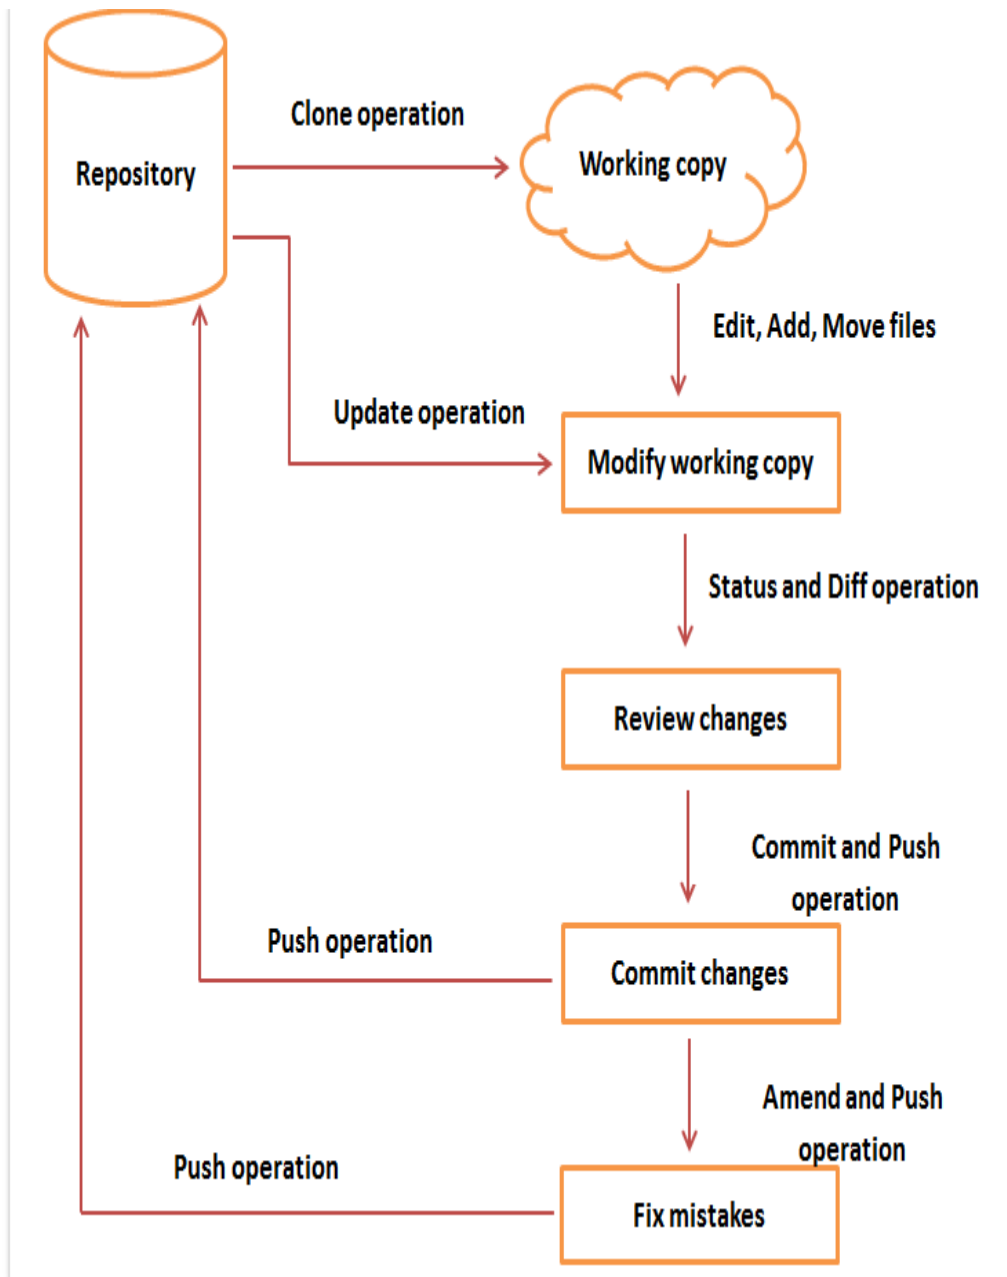 Clone operation
Repository
Working copy
Edit, Add, Move files
Update operation
Modify working copy
Status and Diff operation
Review changes
Commit and Push
operation
Push operation
Commit changes
Amend and Push
operation
Push operation
Fix mistakes